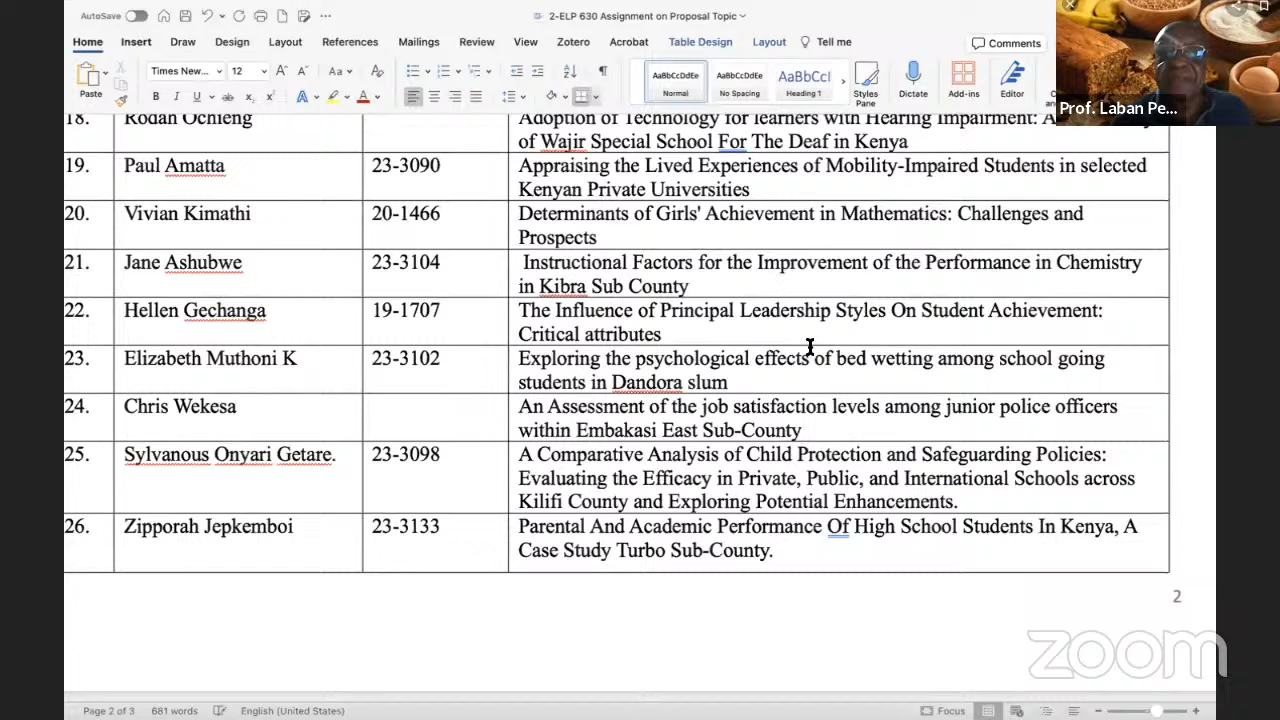 AutoSave
2-ELP 630 Assignment on Proposal Topic
Home Insert Draw Design Layout References Mailings Review View Zotero Acrobat Table Design Layout Tell me
Comments
Paste
Times New... 12
Aa
AaBbCcDdEe AaBbCcDdEe AaBbCcI
Normal No Spacing Heading 1
Styles Pane Dictate Add-ins Editor
Prof. Laban Pe...
18. Rodan Ochieng Adoption of Technology for learners with Hearing Impairment: A
of Wajir Special School For The Deaf in Kenya
19. Paul Amatta 23-3090 Appraising the Lived Experiences of Mobility-Impaired Students in selected
Kenyan Private Universities
20. Vivian Kimathi 20-1466 Determinants of Girls' Achievement in Mathematics: Challenges and
Prospects
21. Jane Ashubwe 23-3104 Instructional Factors for the Improvement of the Performance in Chemistry
in Kibra Sub County
22. Hellen Gechanga 19-1707 The Influence of Principal Leadership Styles On Student Achievement:
Critical attributes
23. Elizabeth Muthoni K 23-3102 Exploring the psychological effects of bed wetting among school going
students in Dandora slum
24. Chris Wekesa An Assessment of the job satisfaction levels among junior police officers
within Embakasi East Sub-County
25. Sylvanous Onyari Getare. 23-3098 A Comparative Analysis of Child Protection and Safeguarding Policies:
Evaluating the Efficacy in Private, Public, and International Schools across
Kilifi County and Exploring Potential Enhancements.
26. Zipporah Jepkemboi 23-3133 Parental And Academic Performance Of High School Students In Kenya, A
Case Study Turbo Sub-County.
2
zoom
Page 2 of 3 681 words English (United States) Focus